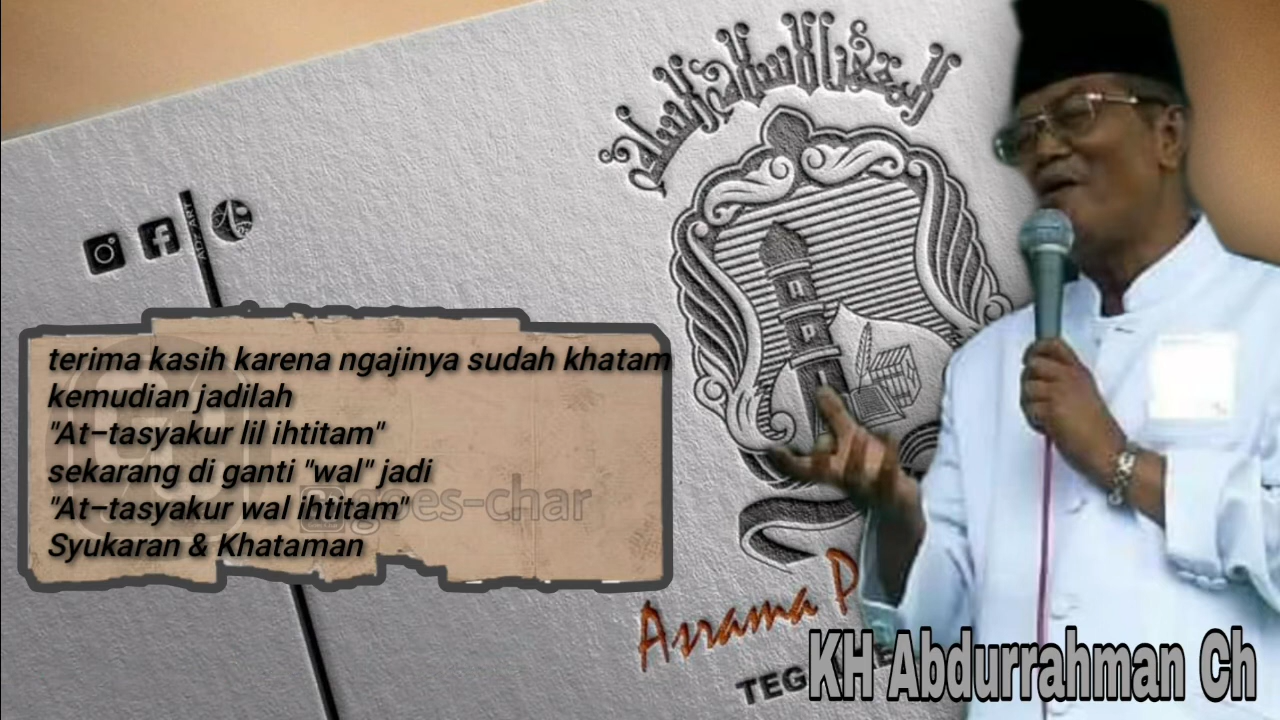 terima kasih karena ngajinya sudah khatam
kemudian jadilah
"At-tasyakur lil ihtitam"
sekarang di ganti "wal" jadi
"At-tasyakur wal ihtitam"
Syukaran & Khataman
goes-char
Asrama P
TEG
KH Abdurrahman Ch